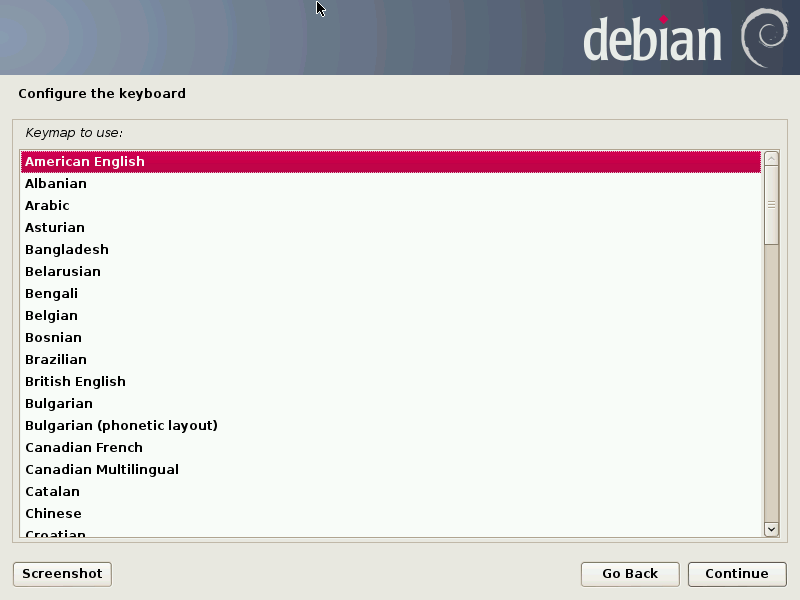 debian
Configure the keyboard
Keymap to use:
American English
Albanian
Arabic
Asturian
Bangladesh
Belarusian
Bengali
Belgian
Bosnian
Brazilian
British English
Bulgarian
Bulgarian (phonetic layout)
Canadian French
Canadian Multilingual
Catalan
Chinese
Croatian
Screenshot
Go Back
Continue